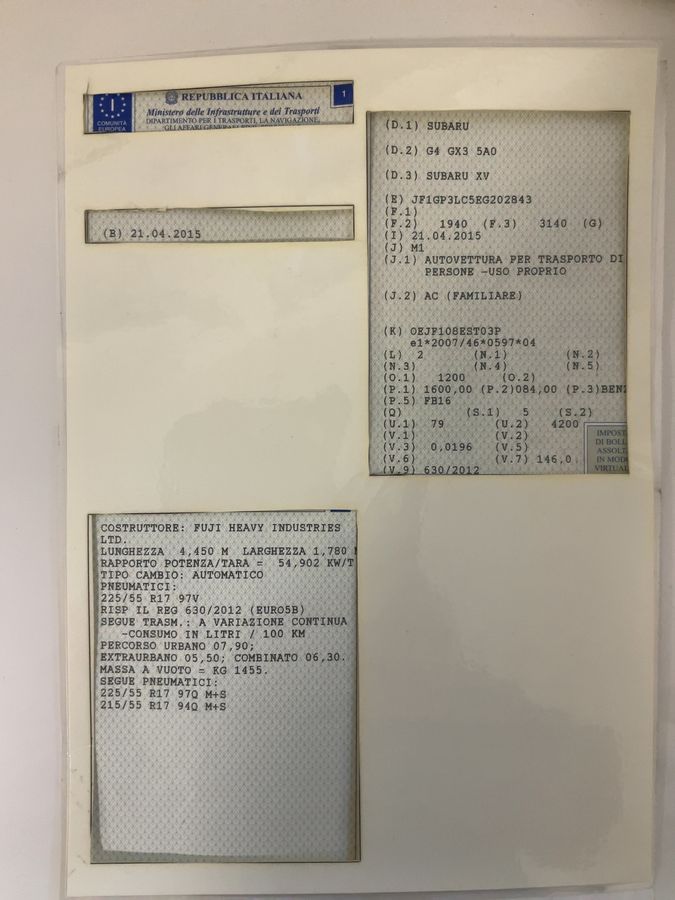 I
COMUNITÀ
EUROPEA
REPUBBLICA ITALIANA
1
Ministero delle Infrastrutture e dei Trasporti
DIPARTIMENTO PER I TRASPORTI, LA NAVIGAZIONE,
GLI AFFARI GENERALI
(B) 21.04.2015
(D.1) SUBARU
(D.2) G4 GX3 5A0
(D.3) SUBARU XV
(E) JF1GP3LC5EG202843
(F.1)
(F.2) 1940 (F.3) 3140 (G)
(I) 21.04.2015
(J) M1
(J.1) AUTOVETTURA PER TRASPORTO DI
PERSONE -USO PROPRIO
(J.2) AC (FAMILIARE)
(K) OEJF108EST03P
e1*2007/46*0597*04
(L) 2 (N.1) (N.2)
(N.3) (N.4) (N.5)
(O.1) 1200 (O.2)
(P.1) 1600,00 (P.2)084,00 (P.3)BENZ
(P.5) FB16
(Q) (S.1) 5 (S.2)
(U.1) 79 (U.2) 4200
(V.1) (V.2)
(V.3) 0,0196 (V.5)
(V.6) (V.7) 146,0
(V.9) 630/2012
IMPOST
DI BOLL
ASSOLT
IN MODO
VIRTUAL
COSTRUTTORE: FUJI HEAVY INDUSTRIES
LTD.
LUNGHEZZA 4,450 M LARGHEZZA 1,780 M
RAPPORTO POTENZA/TARA = 54,902 KW/T
TIPO CAMBIO: AUTOMATICO
PNEUMATICI:
225/55 R17 97V
RISP IL REG 630/2012 (EURO5B)
SEGUE TRASM.: A VARIAZIONE CONTINUA
-CONSUMO IN LITRI / 100 KM
PERCORSO URBANO 07,90;
EXTRAURBANO 05,50; COMBINATO 06,30.
MASSA A VUOTO = KG 1455.
SEGUE PNEUMATICI:
225/55 R17 97Q M+S
215/55 R17 94Q M+S